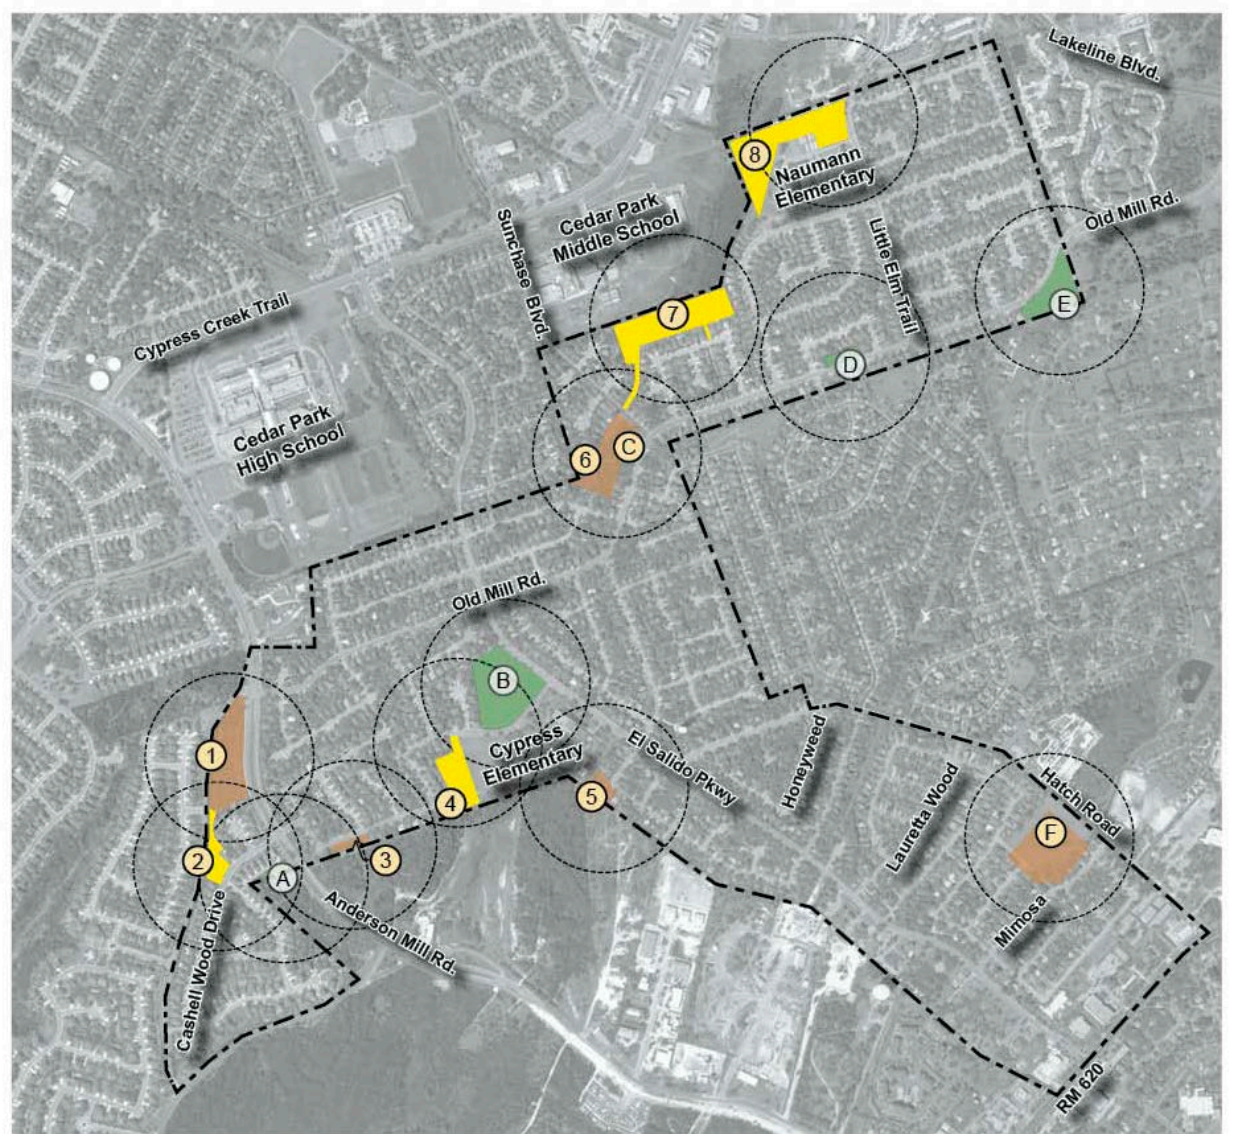 Lakeline Blvd.
8
Naumann
Elementary
Old Mill Rd.
Cedar Park
Middle School
Sunchase Blvd.
Little Elm Trail
E
7
Cypress Creek Trail
D
Cedar Park
High School
6
C
Old Mill Rd.
B
Cypress
Elementary
El Salido Pkwy
Honeyweed
1
Lauretta Wood
Hatch Road
4
5
F
2
3
A
Mimosa
Anderson Mill Rd.
Cashell Wood Drive
RM 620